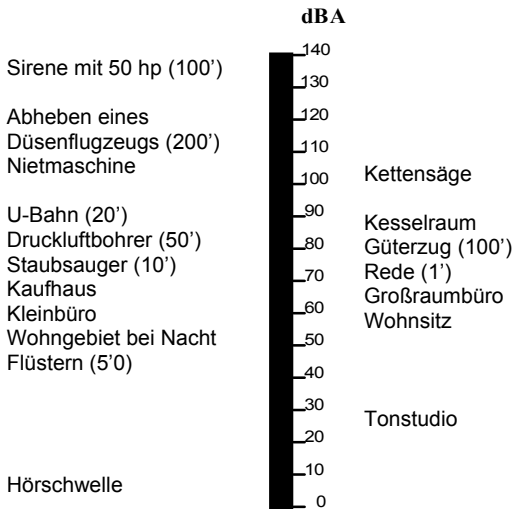 dBA
140
Sirene mit 50 hp (100')
130
Abheben eines
120
Düsenflugzeugs (200')
110
Nietmaschine
Kettensäge
100
U-Bahn (20')
90
Kesselraum
Druckluftbohrer (50')
80
Güterzug (100')
Staubsauger (10')
Rede (1')
70
Kaufhaus
Großraumbüro
Kleinbüro
60
Wohnsitz
Wohngebiet bei Nacht
50
Flüstern (5'0)
40
30
Tonstudio
20
10
Hörschwelle
0